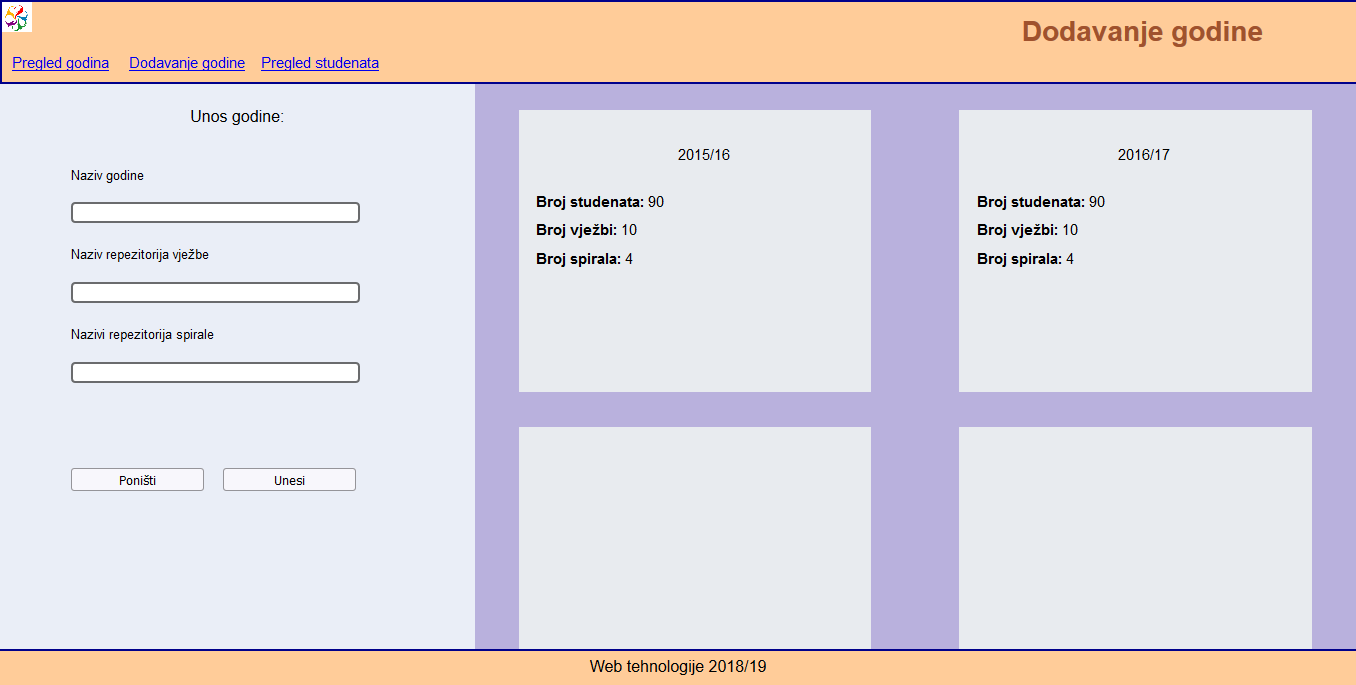 Dodavanje godine
Pregled godina Dodavanje godine Pregled studenata
Unos godine:
Naziv godine
Naziv repezitorija vježbe
Nazivi repezitorija spirale
Poništi Unesi
2015/16
Broj studenata: 90
Broj vježbi: 10
Broj spirala: 4
2016/17
Broj studenata: 90
Broj vježbi: 10
Broj spirala: 4
Web tehnologije 2018/19